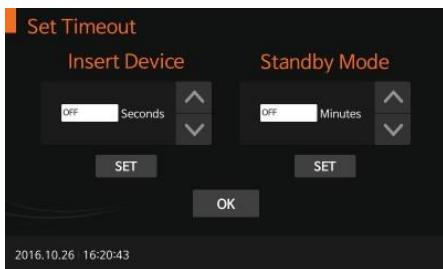 Set Timeout
Insert Device Standby Mode
OFF Seconds OFF Minutes
SET SET
OK
2016.10.26 16:20:43